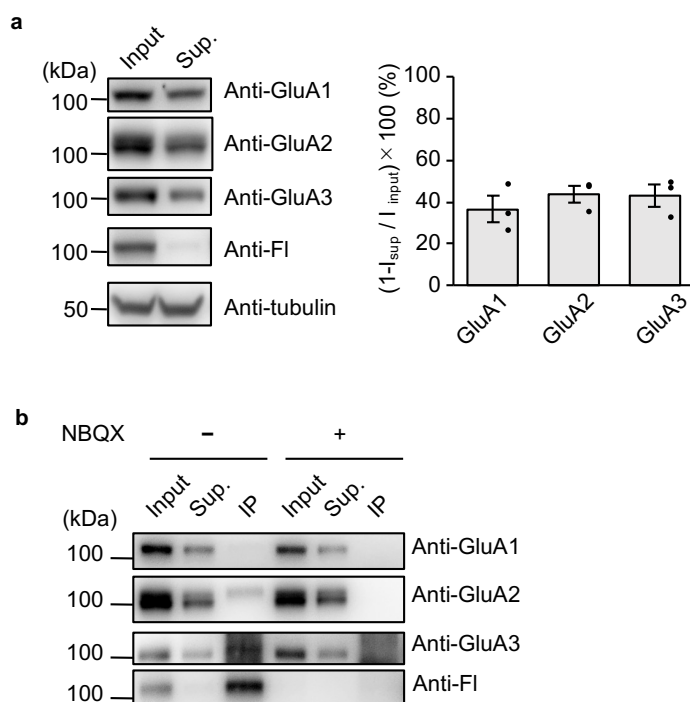 a
Input Sup.
(kDa)
100 Anti-GluA1
100 Anti-GluA2
100 Anti-GluA3
100 Anti-Fl
50 Anti-tubulin
(1-Isup / I input) × 100 (%)
100
80
60
40
20
0
GluA1 GluA2 GluA3
b
NBQX − +
Input Sup. IP Input Sup. IP
(kDa)
100 Anti-GluA1
100 Anti-GluA2
100 Anti-GluA3
100 Anti-Fl